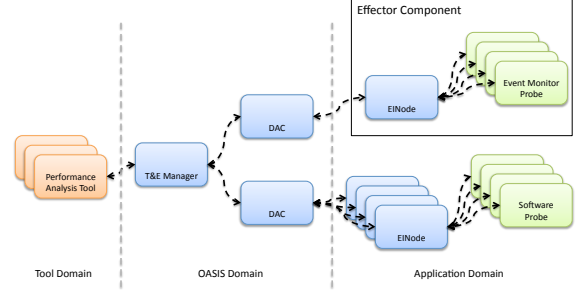 Effector Component
Event Monitor
Probe
EINode
DAC
Performance
Analysis Tool
T&E Manager
DAC
EINode
Software
Probe
Tool Domain
OASIS Domain
Application Domain